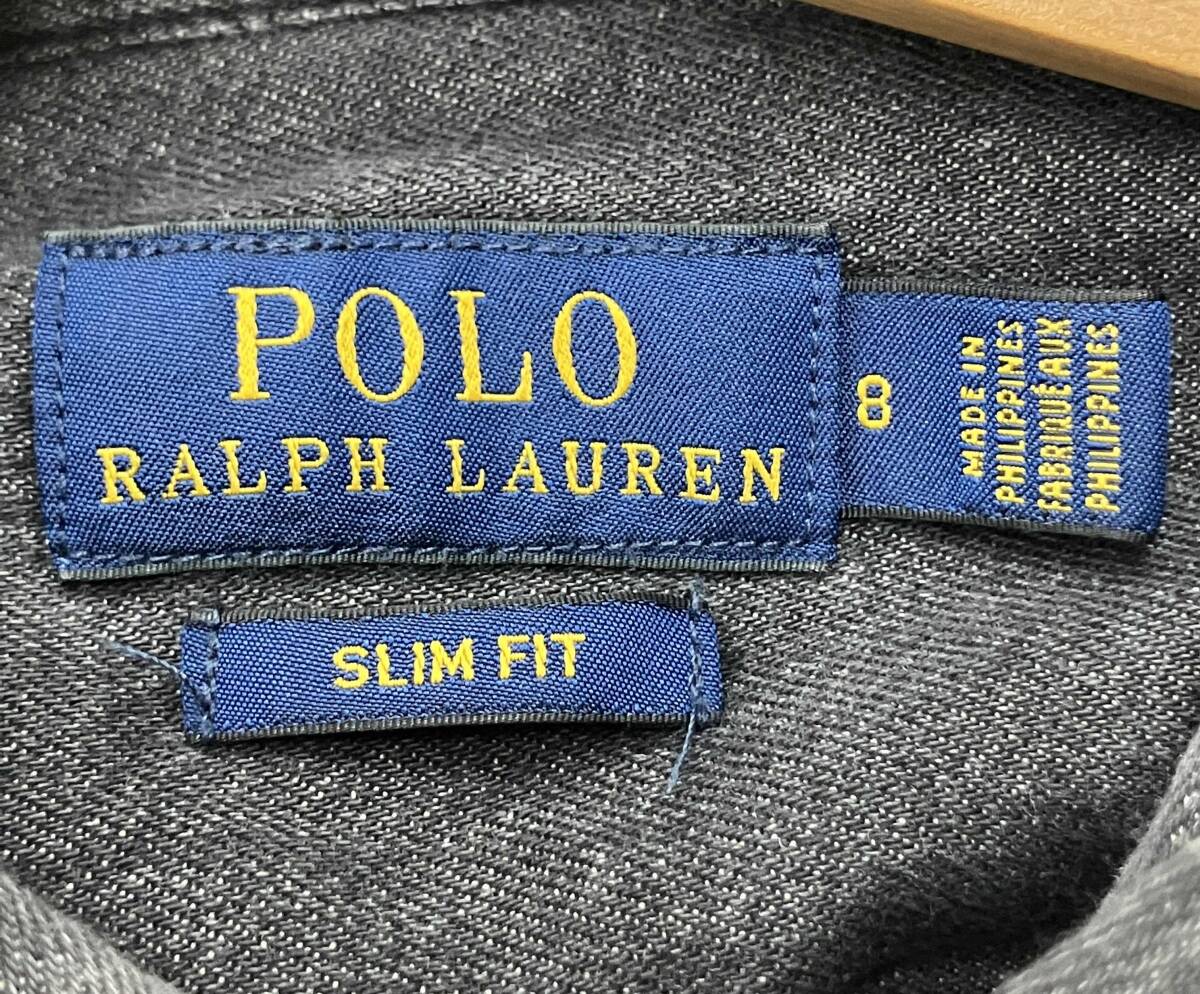 POLO
RALPH LAUREN
8
MADE IN
PHILIPPINES
FABRIQUÉ AUX
PHILIPPINES
SLIM FIT